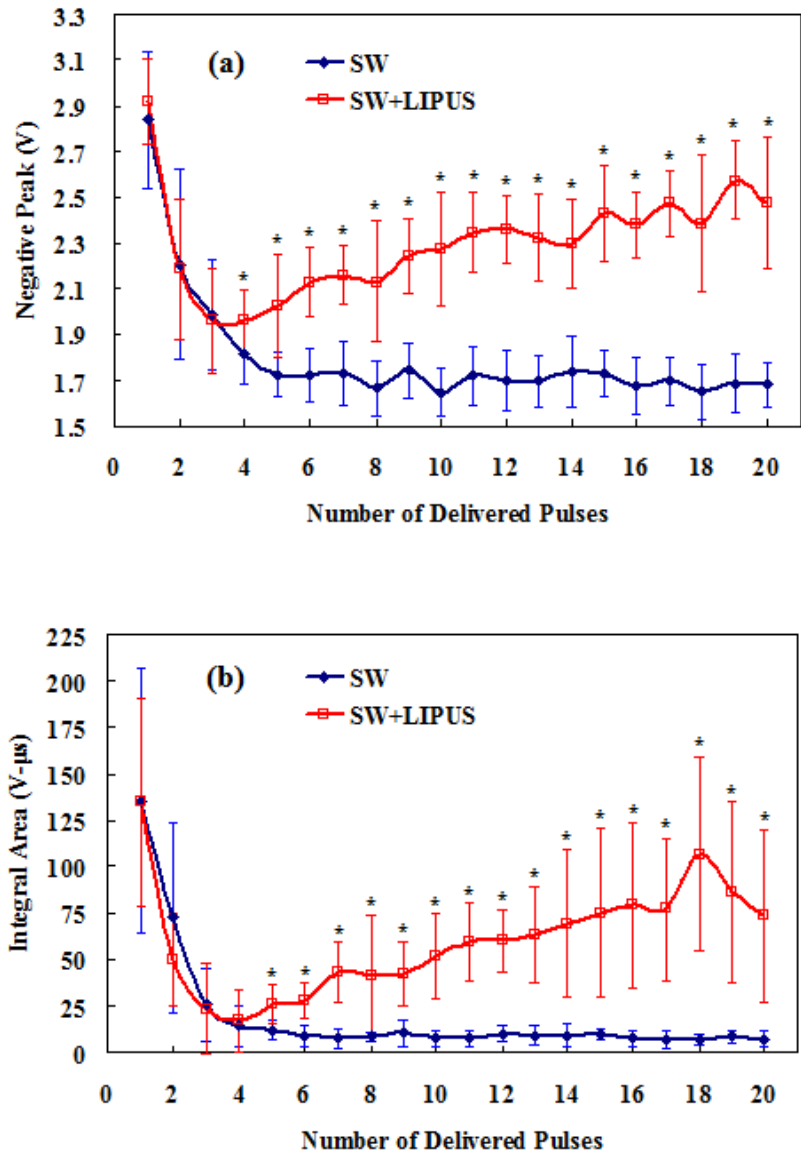 3.3
3.1
2.9
2.7
2.5
2.3
2.1
1.9
1.7
1.5
Negative Peak (V)
(a)
SW
SW+LIPUS
* * * * * * * * * * * * * * * * *
0 2 4 6 8 10 12 14 16 18 20
Number of Delivered Pulses
225
200
175
150
125
100
75
50
25
0
Integral Area (V-μs)
(b)
SW
SW+LIPUS
* * * * * * * * * * * * * * * *
0 2 4 6 8 10 12 14 16 18 20
Number of Delivered Pulses